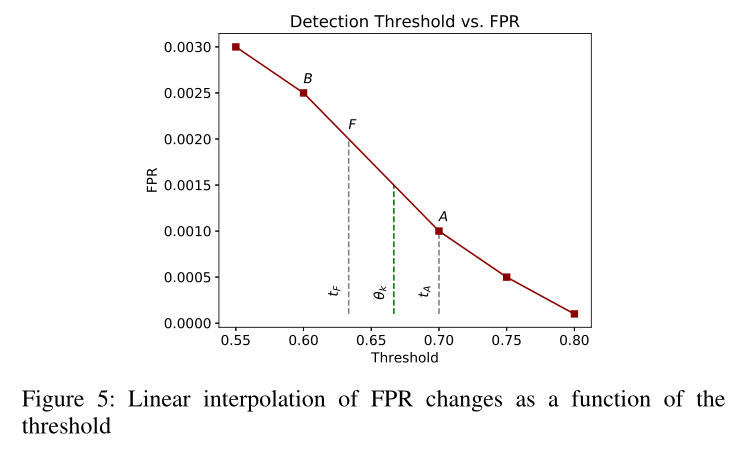 Detection Threshold vs. FPR
0.0030
0.0025
0.0020
0.0015
0.0010
0.0005
0.0000
FPR
B
F
A
t_F
θ_k
t_A
0.55 0.60 0.65 0.70 0.75 0.80
Threshold
Figure 5: Linear interpolation of FPR changes as a function of the
threshold